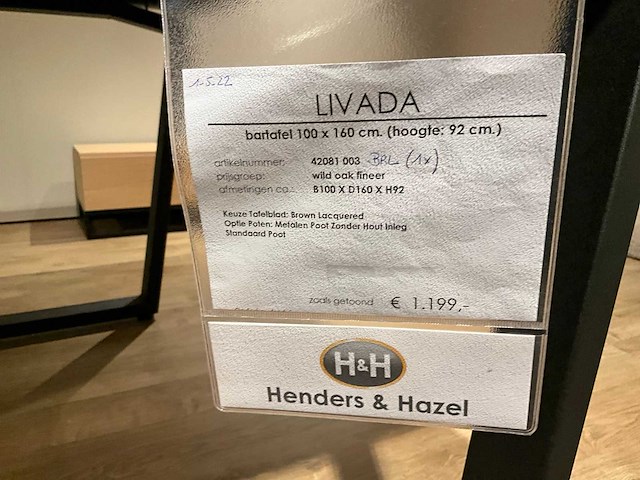 1-5-22
LIVADA
bartafel 100 x 160 cm. (hoogte: 92 cm.)
artikelnummer: 42081 003 BRL (1x)
prijsgroep: wild oak fineer
afmetingen ca.: B100 X D160 X H92
Keuze Tafelblad: Brown Lacquered
Optie Poten: Metalen Poot Zonder Hout Inleg
Standaard Poot
zoals getoond € 1.199,-
H&H
Henders & Hazel